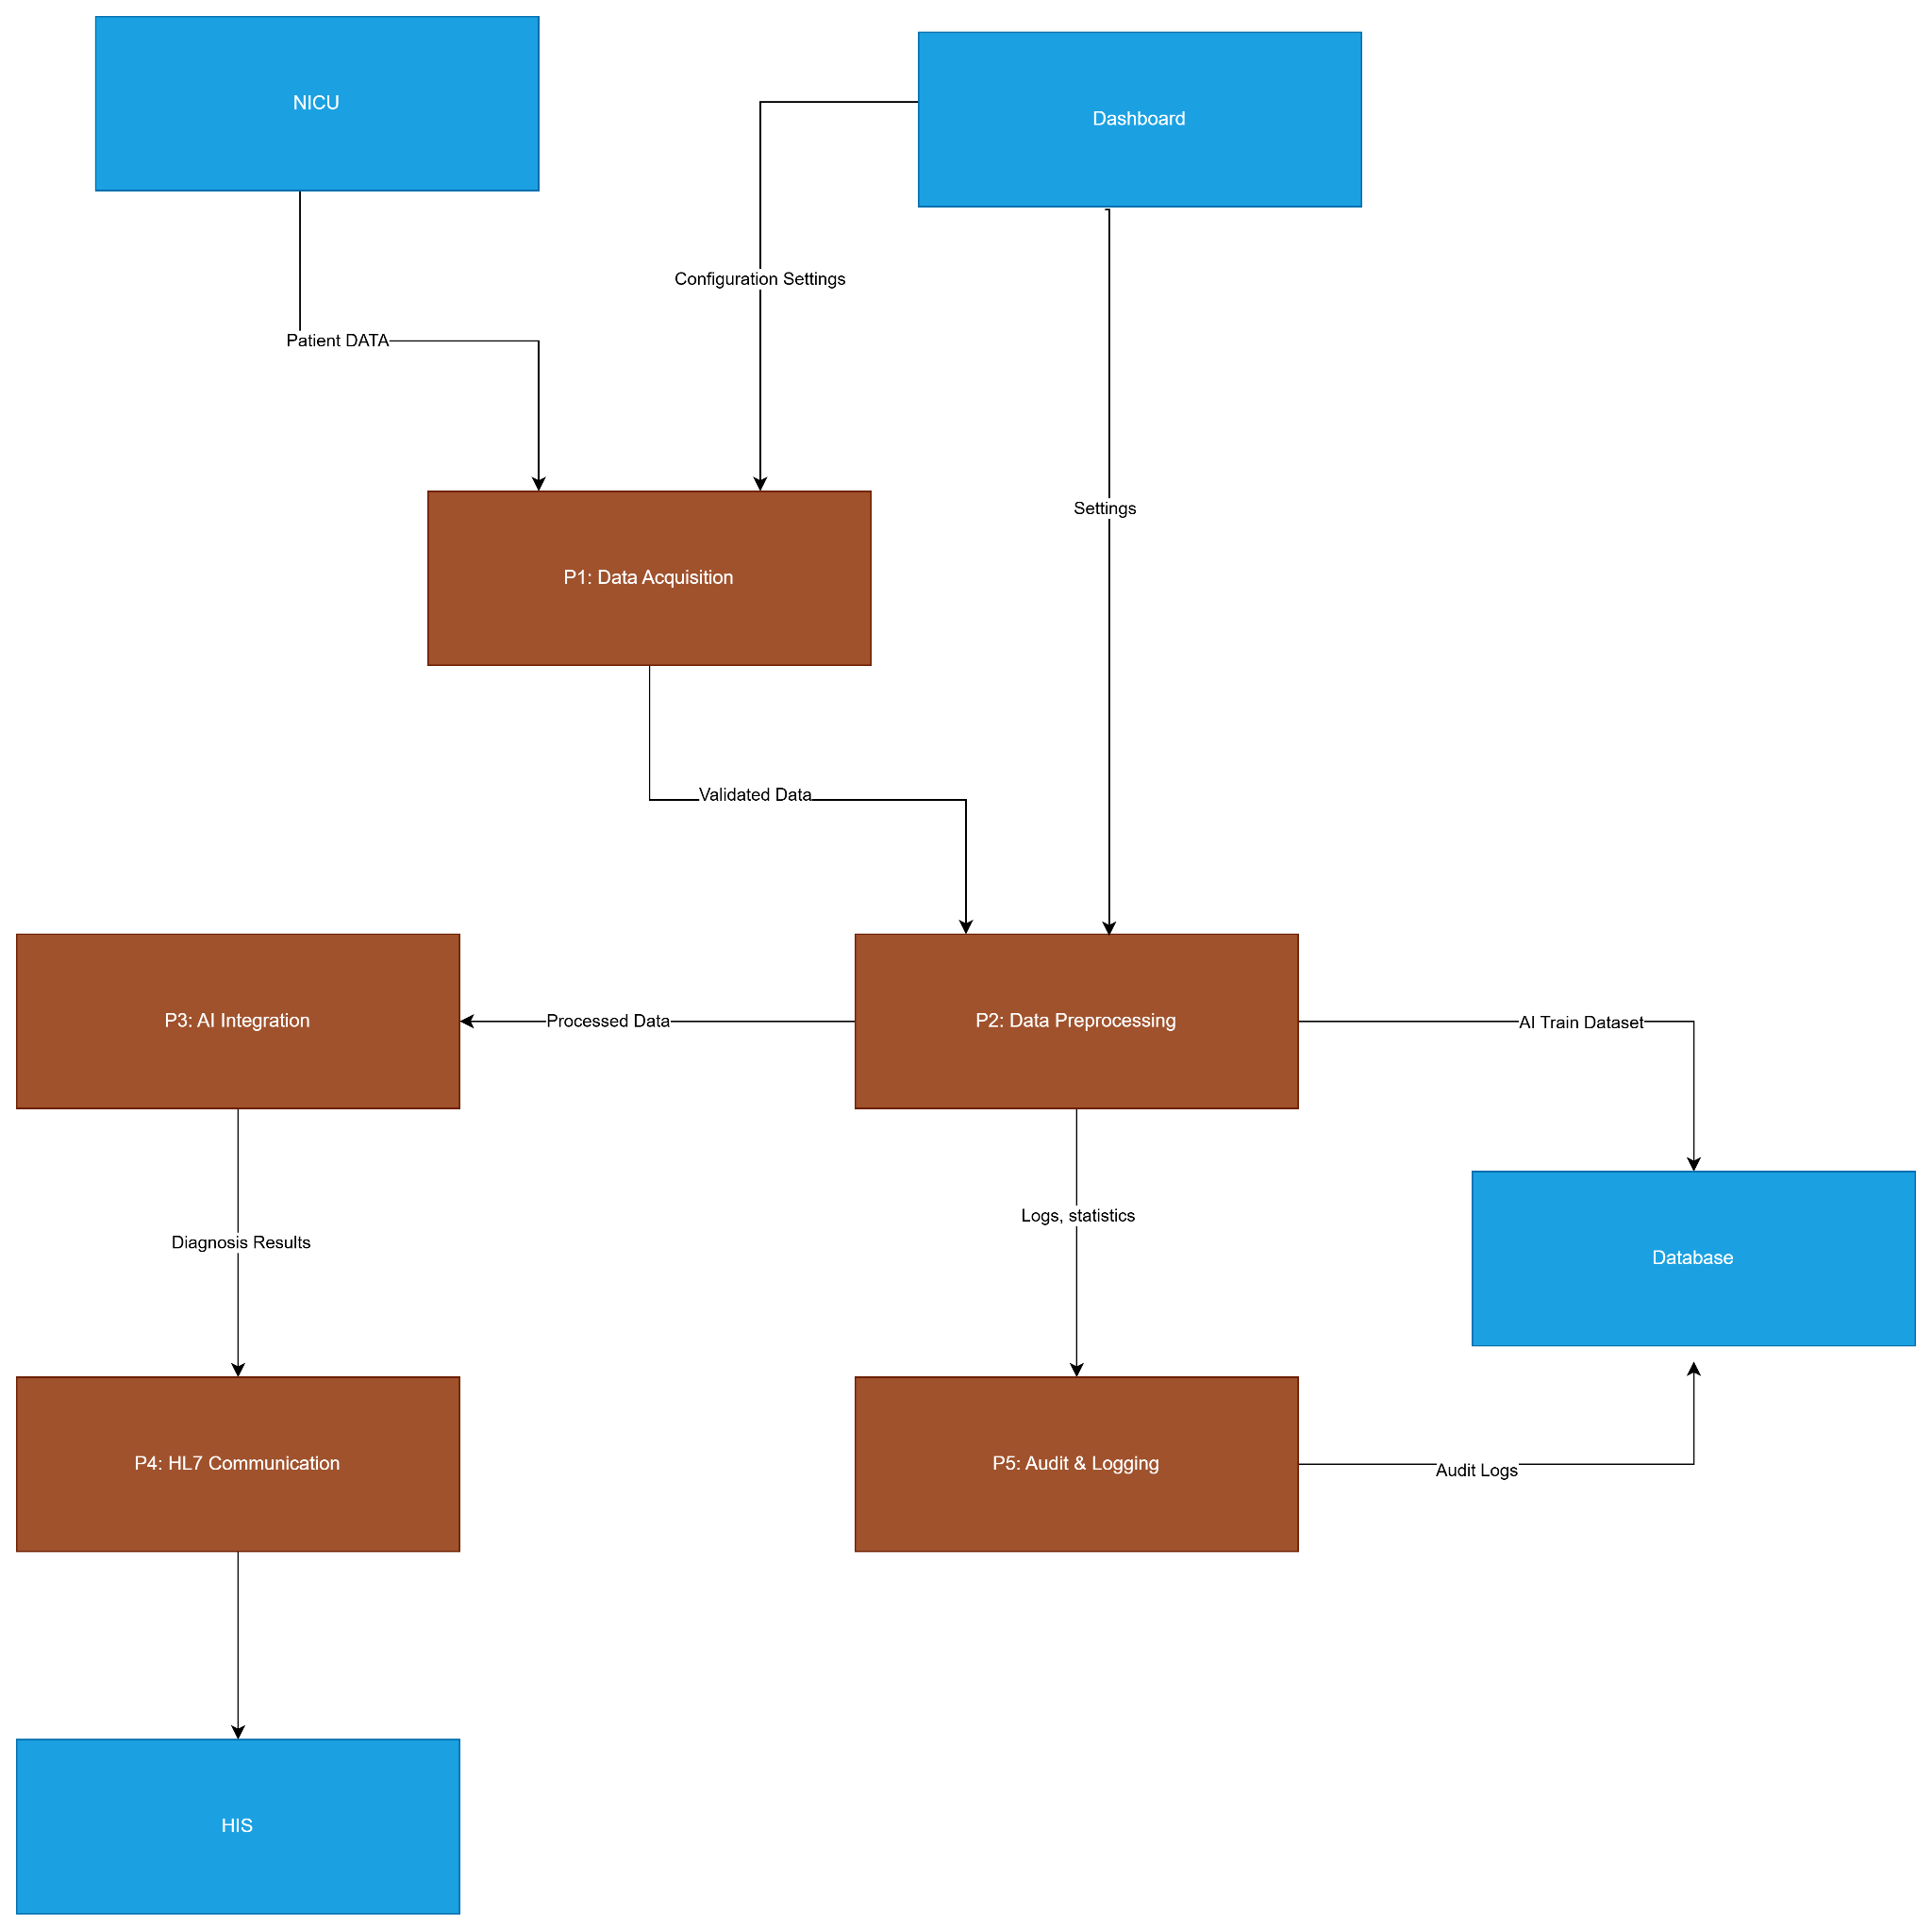 NICU
Dashboard
Configuration Settings
Patient DATA
Settings
P1: Data Acquisition
Validated Data
P3: AI Integration
Processed Data
P2: Data Preprocessing
AI Train Dataset
Logs, statistics
Diagnosis Results
Database
P4: HL7 Communication
P5: Audit & Logging
Audit Logs
HIS